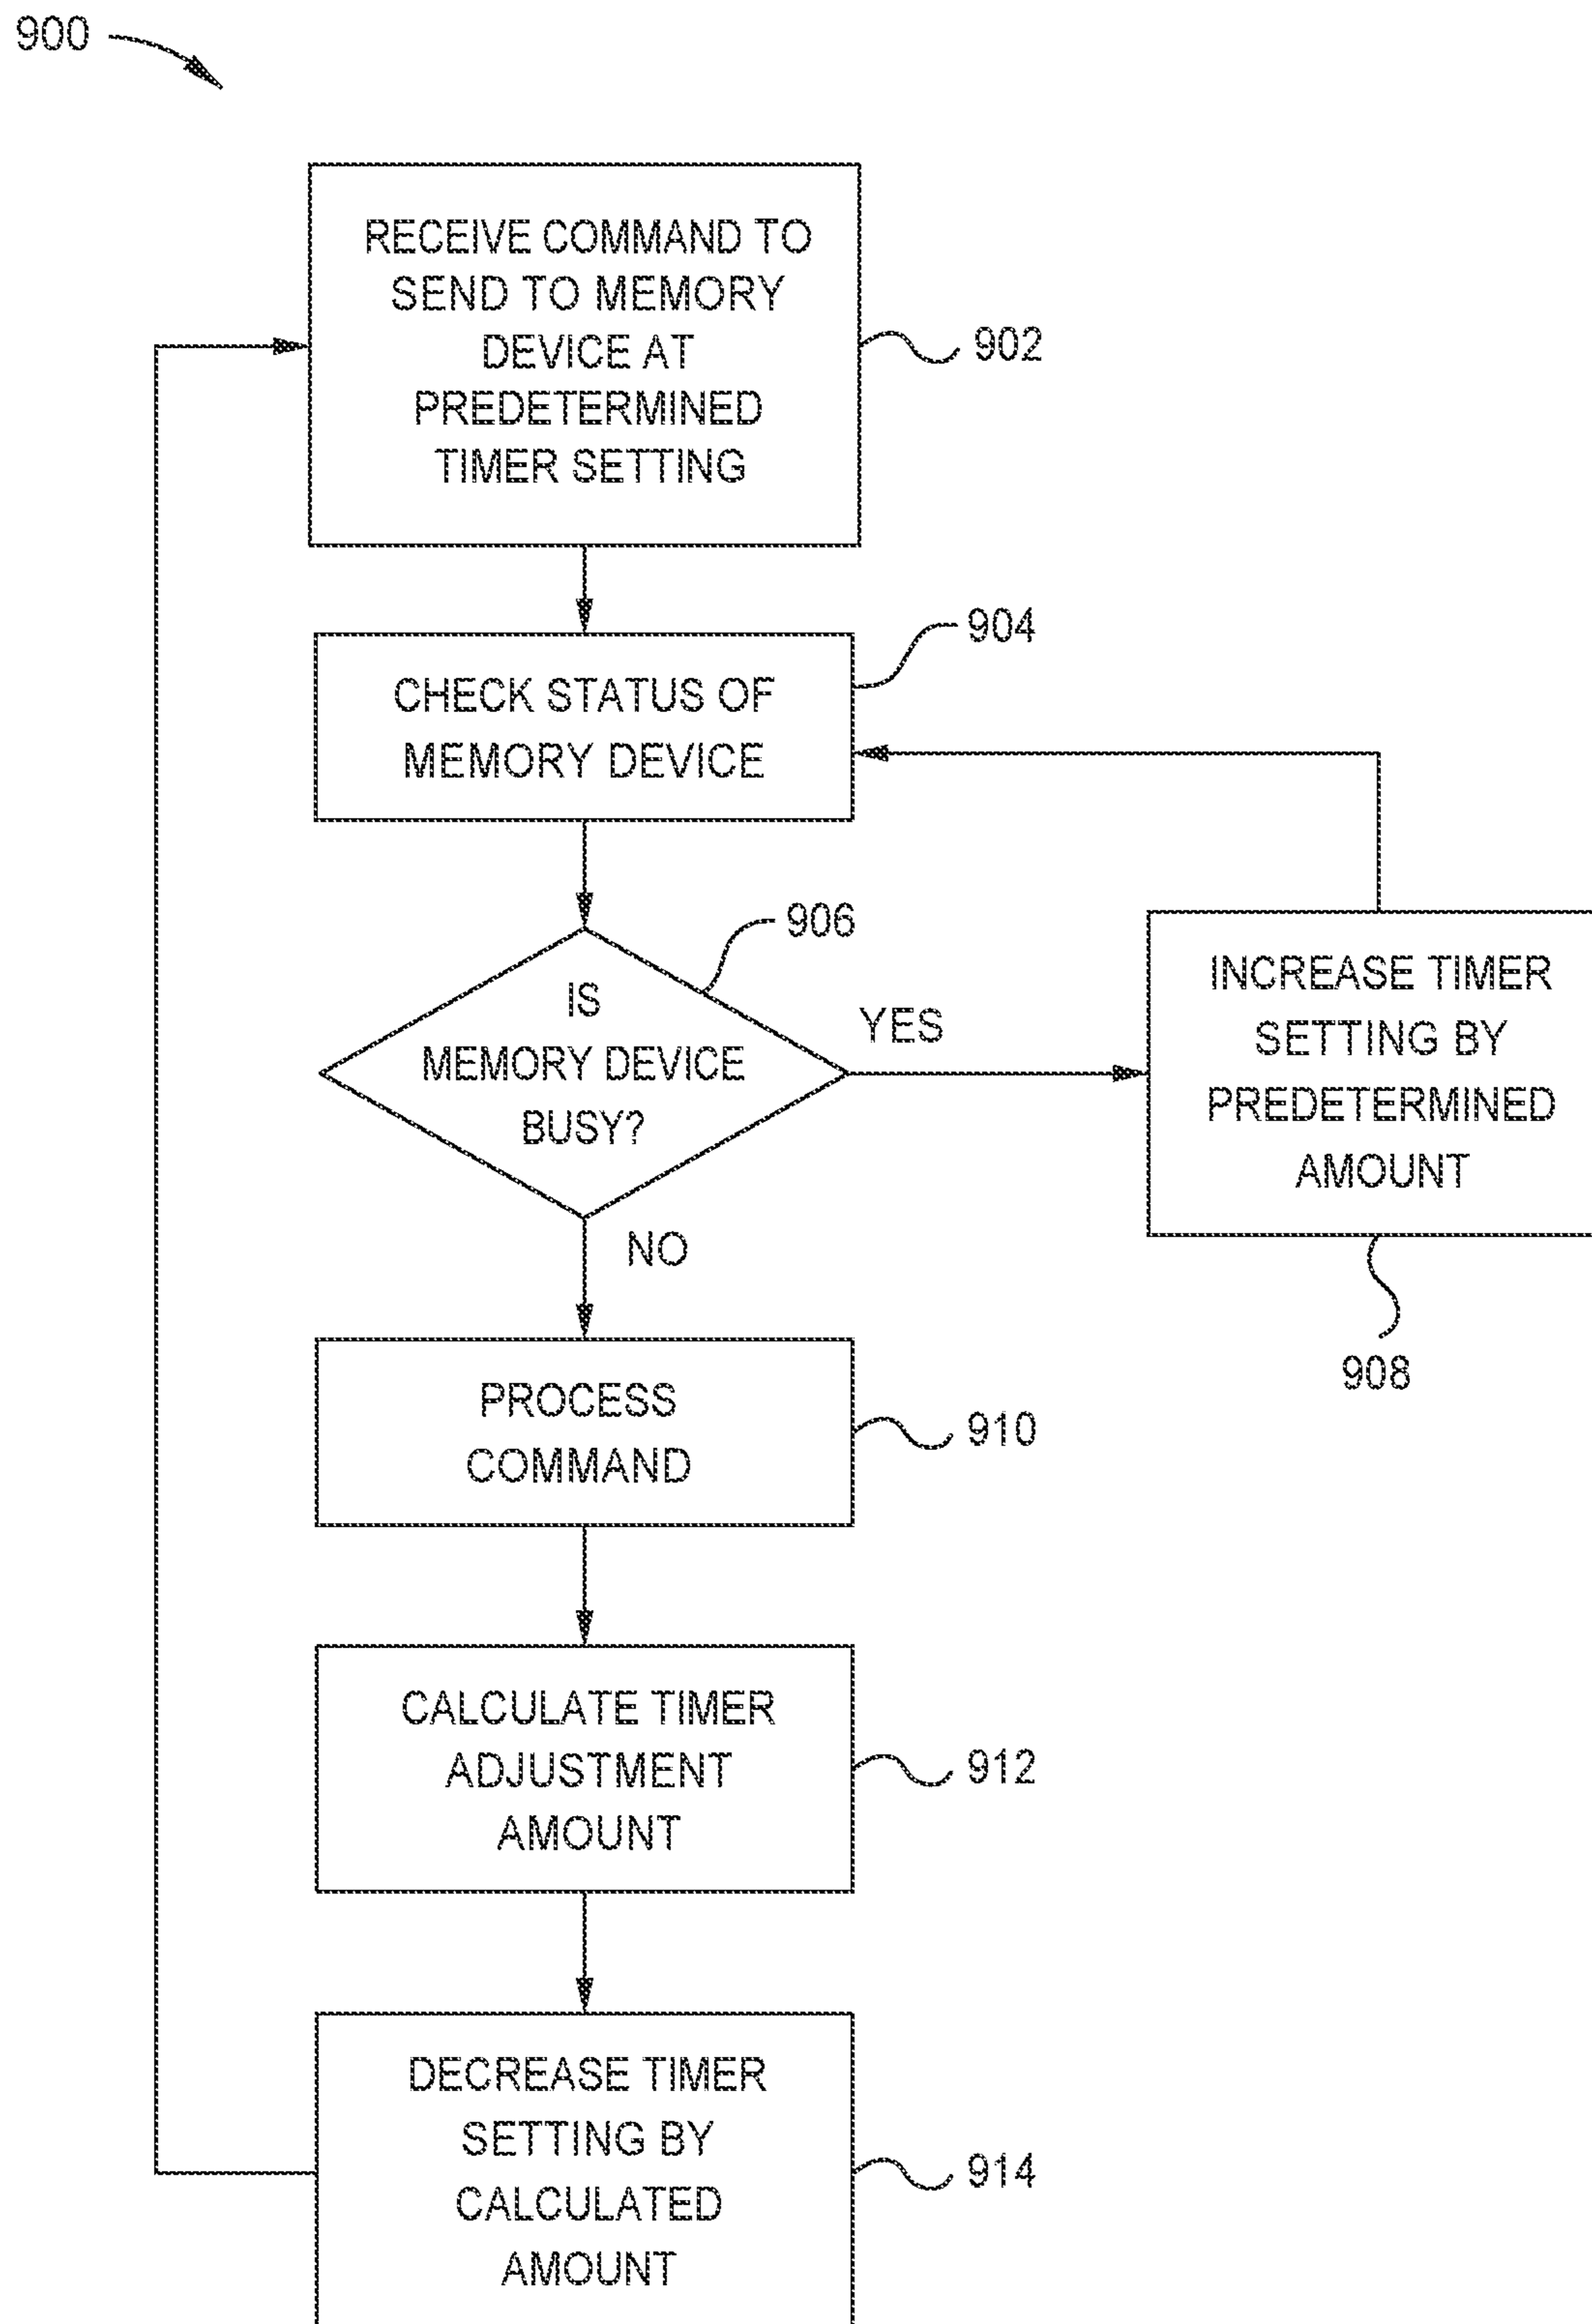 900
RECEIVE COMMAND TO
SEND TO MEMORY
DEVICE AT
PREDETERMINED
TIMER SETTING
902
904
CHECK STATUS OF
MEMORY DEVICE
906
IS
MEMORY DEVICE
BUSY?
YES
INCREASE TIMER
SETTING BY
PREDETERMINED
AMOUNT
908
NO
PROCESS
COMMAND
910
CALCULATE TIMER
ADJUSTMENT
AMOUNT
912
DECREASE TIMER
SETTING BY
CALCULATED
AMOUNT
914